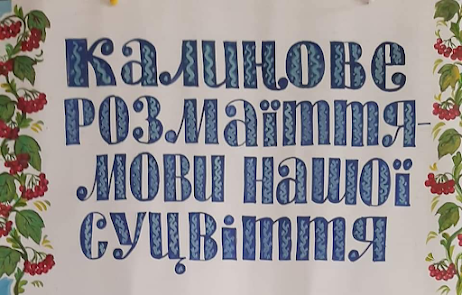 калинове
розмаїття-
мови нашої
суцвіття